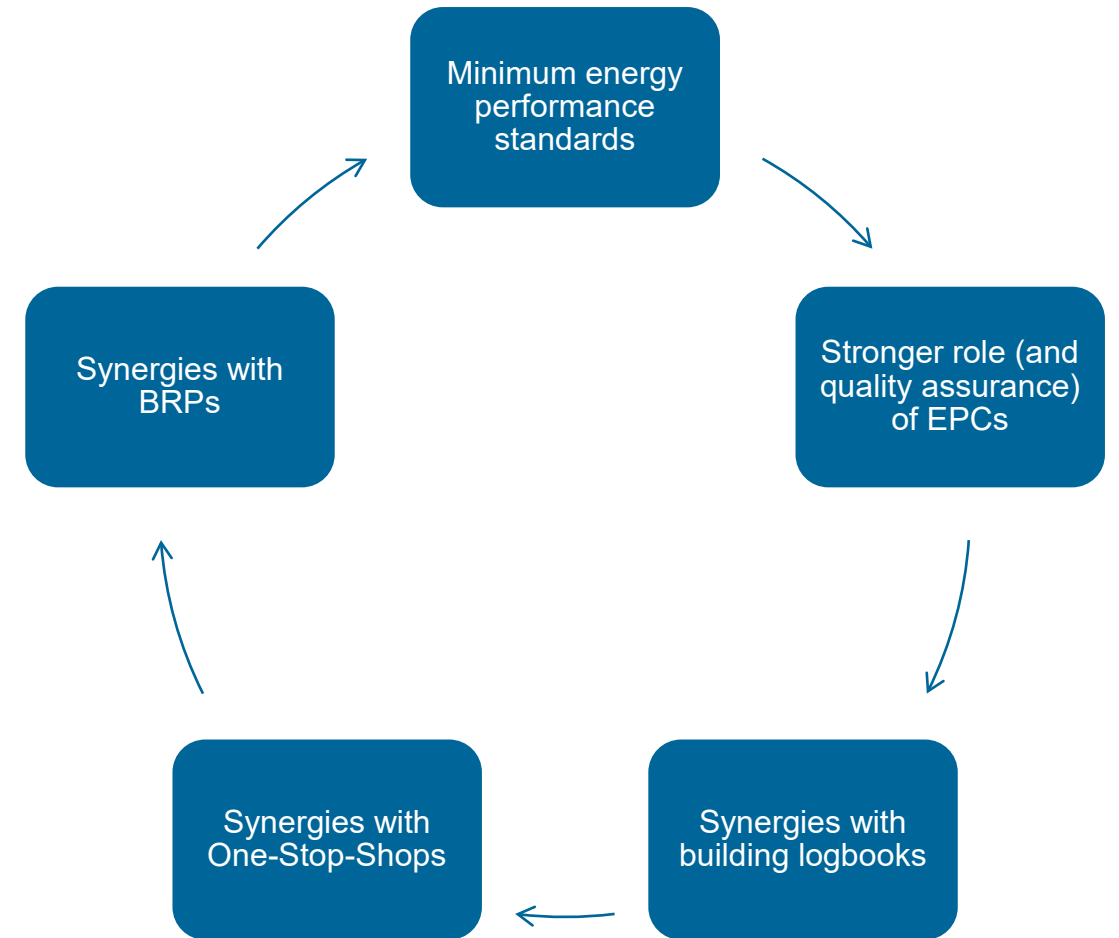 Minimum energy
performance
standards
Stronger role (and
quality assurance)
of EPCs
Synergies with
building logbooks
Synergies with
One-Stop-Shops
Synergies with
BRPs